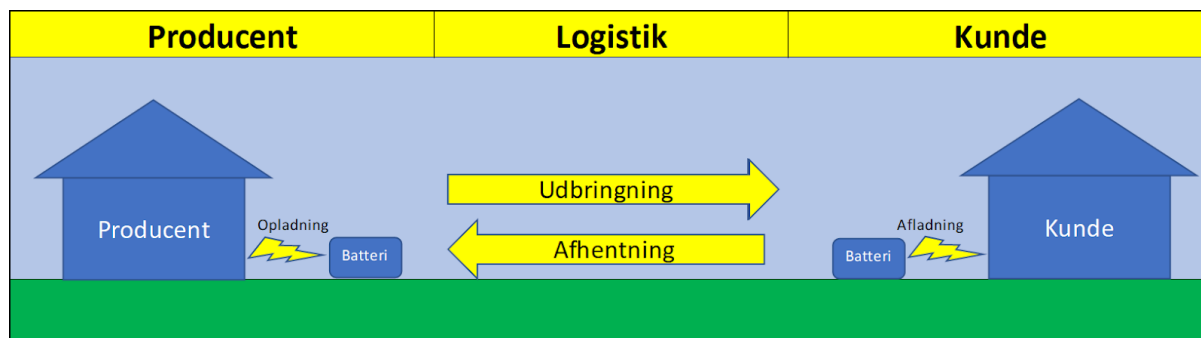 Producent
Logistik
Kunde
Producent
Opladning
Batteri
Udbringning
Afhentning
Afladning
Batteri
Kunde